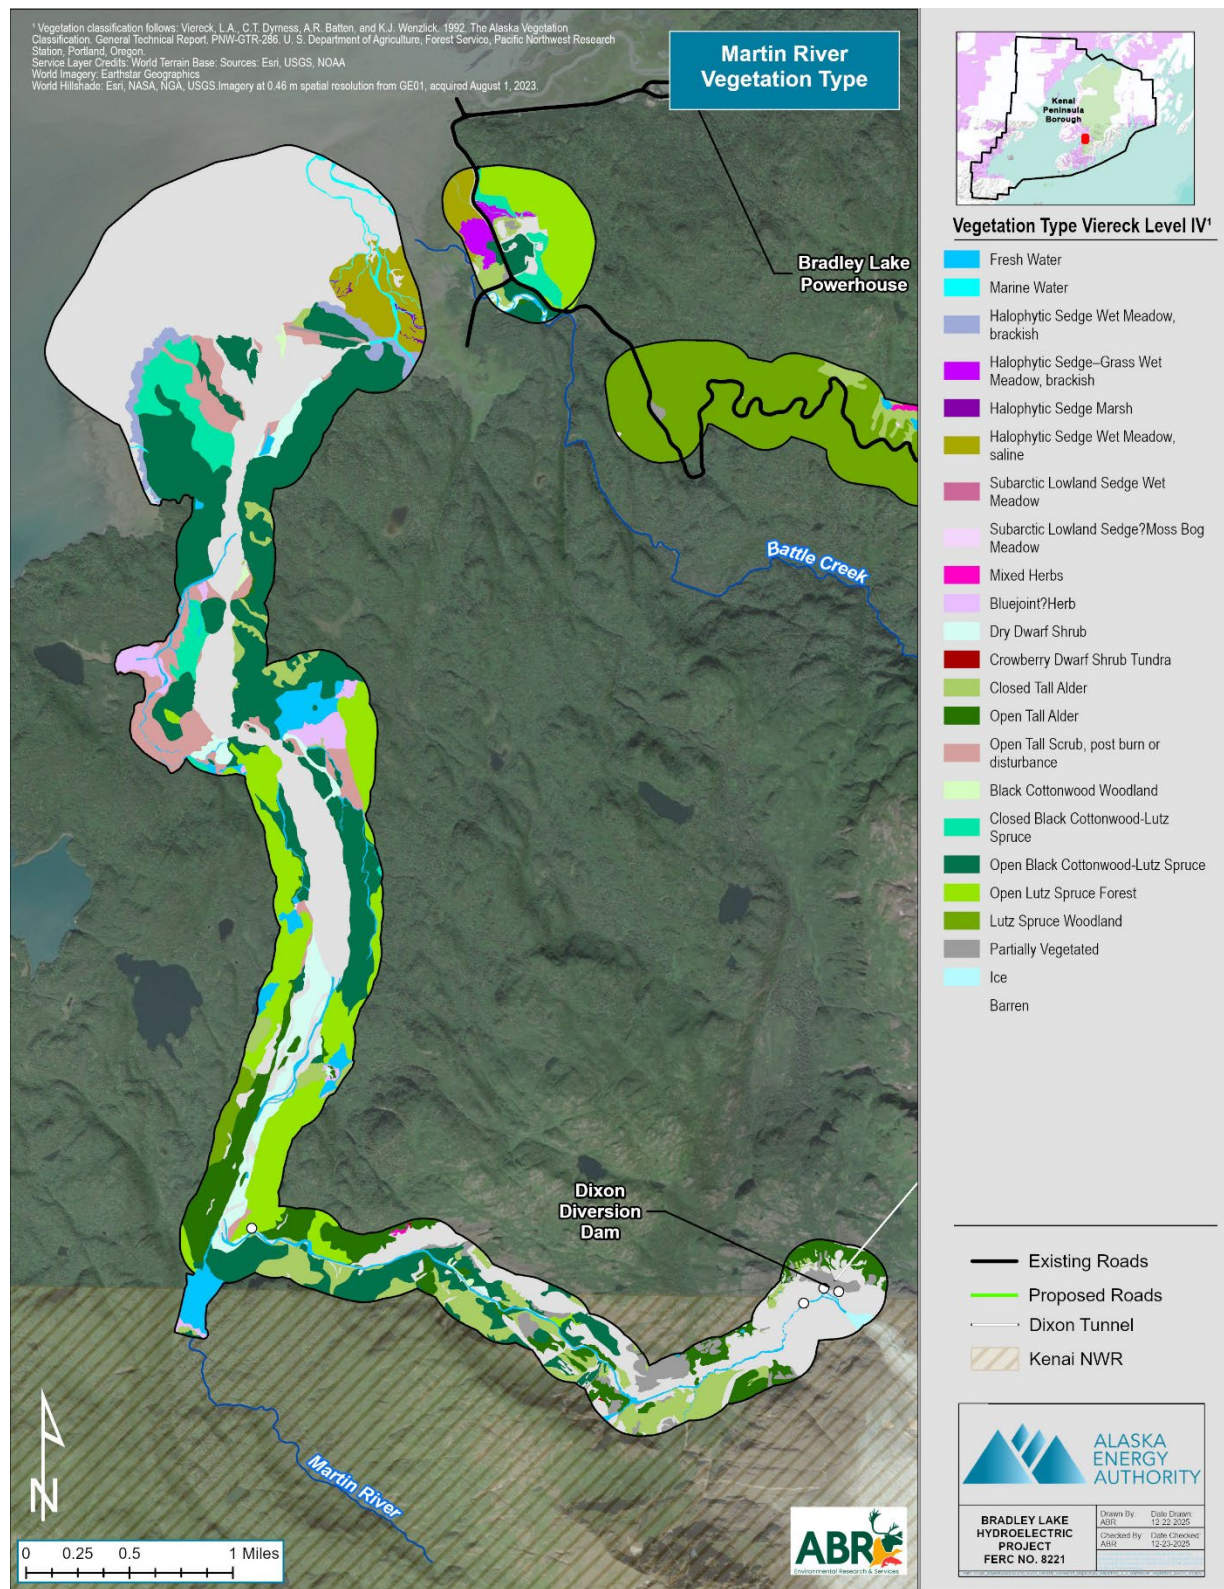 ¹ Vegetation classification follows: Viereck, L.A., C.T. Dyrness, A.R. Batten, and K.J. Wenzlick. 1992. The Alaska Vegetation
Classification. General Technical Report. PNW-GTR-286. U. S. Department of Agriculture, Forest Service, Pacific Northwest Research
Station, Portland, Oregon.
Service Layer Credits: World Terrain Base: Sources: Esri, USGS, NOAA
World Imagery: Earthstar Geographics
World Hillshade: Esri, NASA, NGA, USGS.Imagery at 0.46 m spatial resolution from GE01, acquired August 1, 2023.
Martin River
Vegetation Type
Kenai
Peninsula
Borough
Bradley Lake
Powerhouse
Battle Creek
Dixon
Diversion
Dam
Martin River
N
0 0.25 0.5 1 Miles
ABR
Environmental Research & Services
Vegetation Type Viereck Level IV¹
Fresh Water
Marine Water
Halophytic Sedge Wet Meadow,
brackish
Halophytic Sedge–Grass Wet
Meadow, brackish
Halophytic Sedge Marsh
Halophytic Sedge Wet Meadow,
saline
Subarctic Lowland Sedge Wet
Meadow
Subarctic Lowland Sedge?Moss Bog
Meadow
Mixed Herbs
Bluejoint?Herb
Dry Dwarf Shrub
Crowberry Dwarf Shrub Tundra
Closed Tall Alder
Open Tall Alder
Open Tall Scrub, post burn or
disturbance
Black Cottonwood Woodland
Closed Black Cottonwood-Lutz
Spruce
Open Black Cottonwood-Lutz Spruce
Open Lutz Spruce Forest
Lutz Spruce Woodland
Partially Vegetated
Ice
Barren
Existing Roads
Proposed Roads
Dixon Tunnel
Kenai NWR
ALASKA
ENERGY
AUTHORITY
BRADLEY LAKE
HYDROELECTRIC
PROJECT
FERC NO. 8221
Drawn By: Date Drawn:
ABR 12-22-2025
Checked By: Date Checked:
ABR 12-23-2025